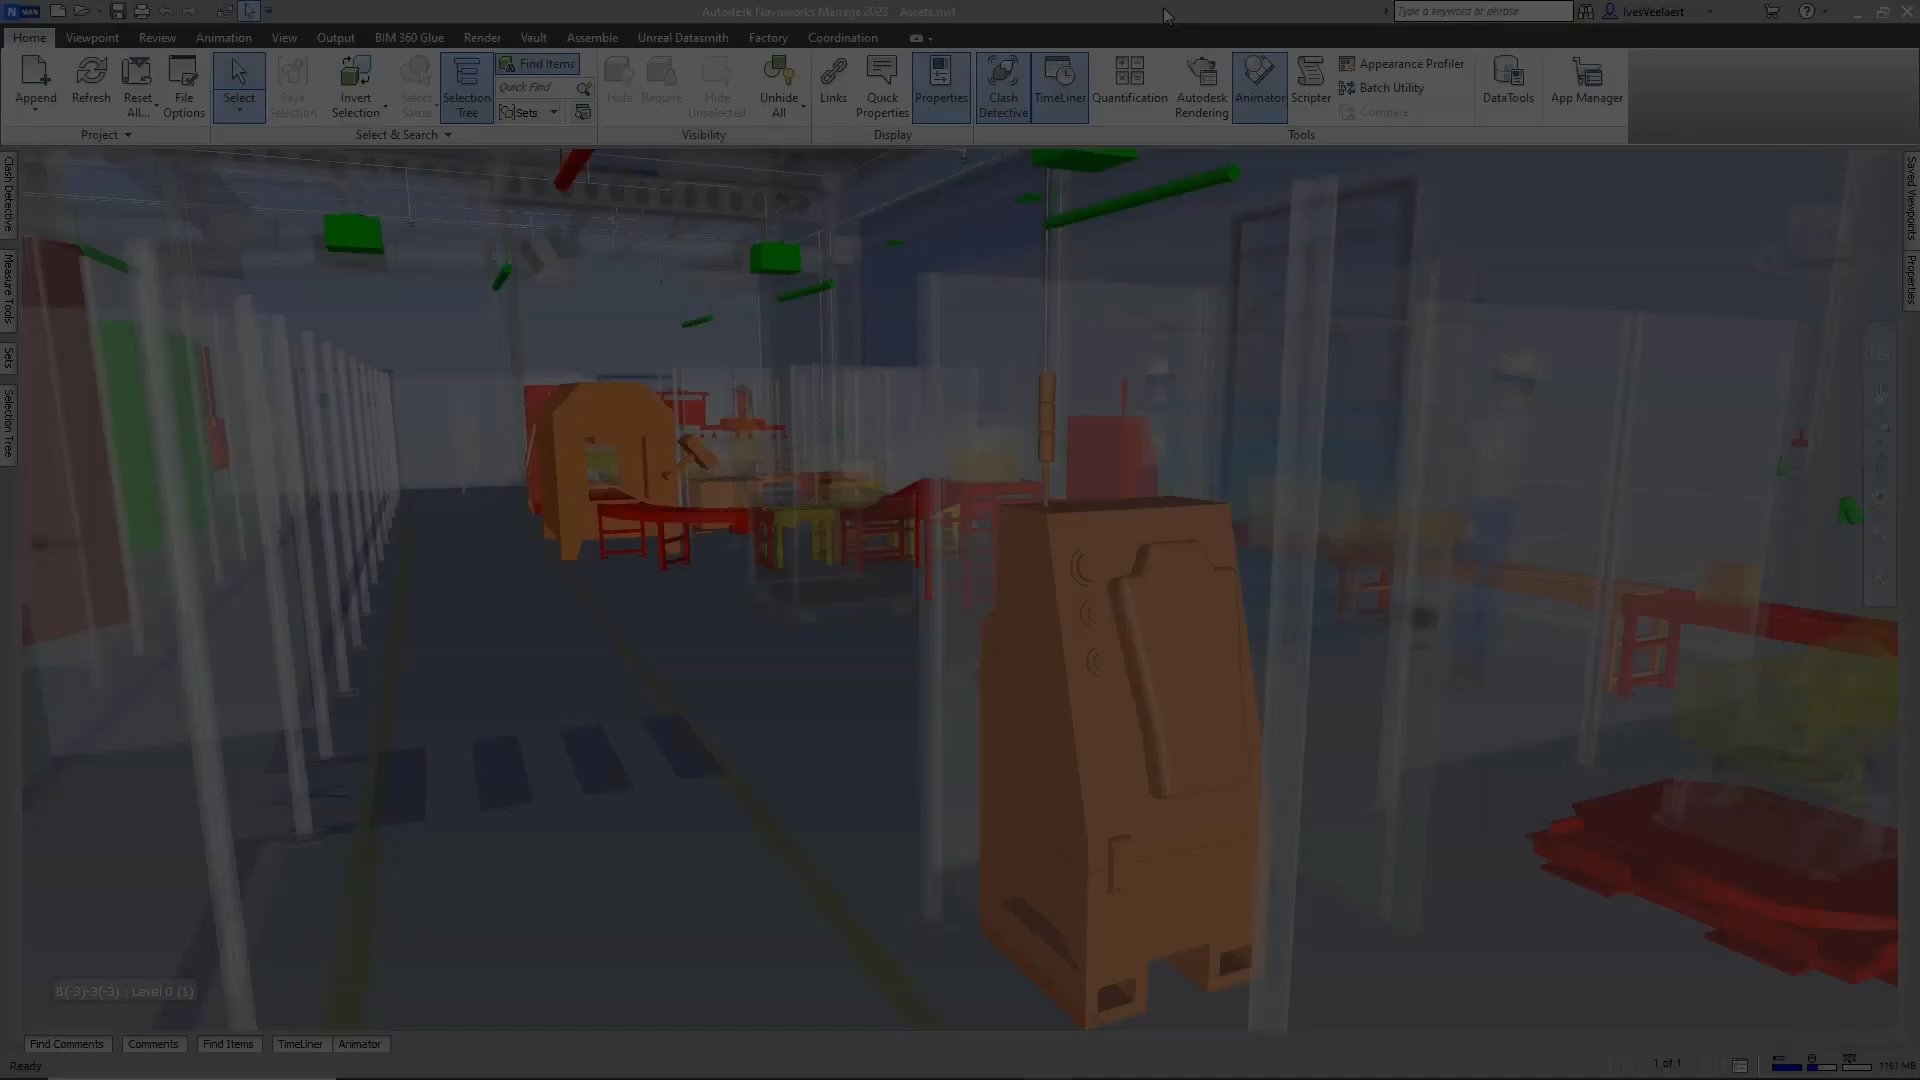 N MAN
Autodesk Navisworks Manage 2023 Assets.nwf
Type a keyword or phrase
IvesVeelaert
Home Viewpoint Review Animation View Output BIM 360 Glue Render Vault Assemble Unreal Datasmith Factory Coordination
Append
Refresh
Reset
All...
File
Options
Project
Select
Save
Selection
Invert
Selection
Select
Same
Selection
Tree
Find Items
Quick Find
Sets
Select & Search
Hide
Require
Hide
Unselected
Unhide
All
Visibility
Links
Quick
Properties
Properties
Display
Clash
Detective
TimeLiner
Quantification
Autodesk
Rendering
Animator
Scripter
Appearance Profiler
Batch Utility
Compare
Tools
DataTools
App Manager
Clash Detective
Measure Tools
Sets
Selection Tree
Saved Viewpoints
Properties
B(-3)-3(-3) : Level 0 (1)
Find Comments Comments Find Items TimeLiner Animator
Ready
1 of 1
1161 MB